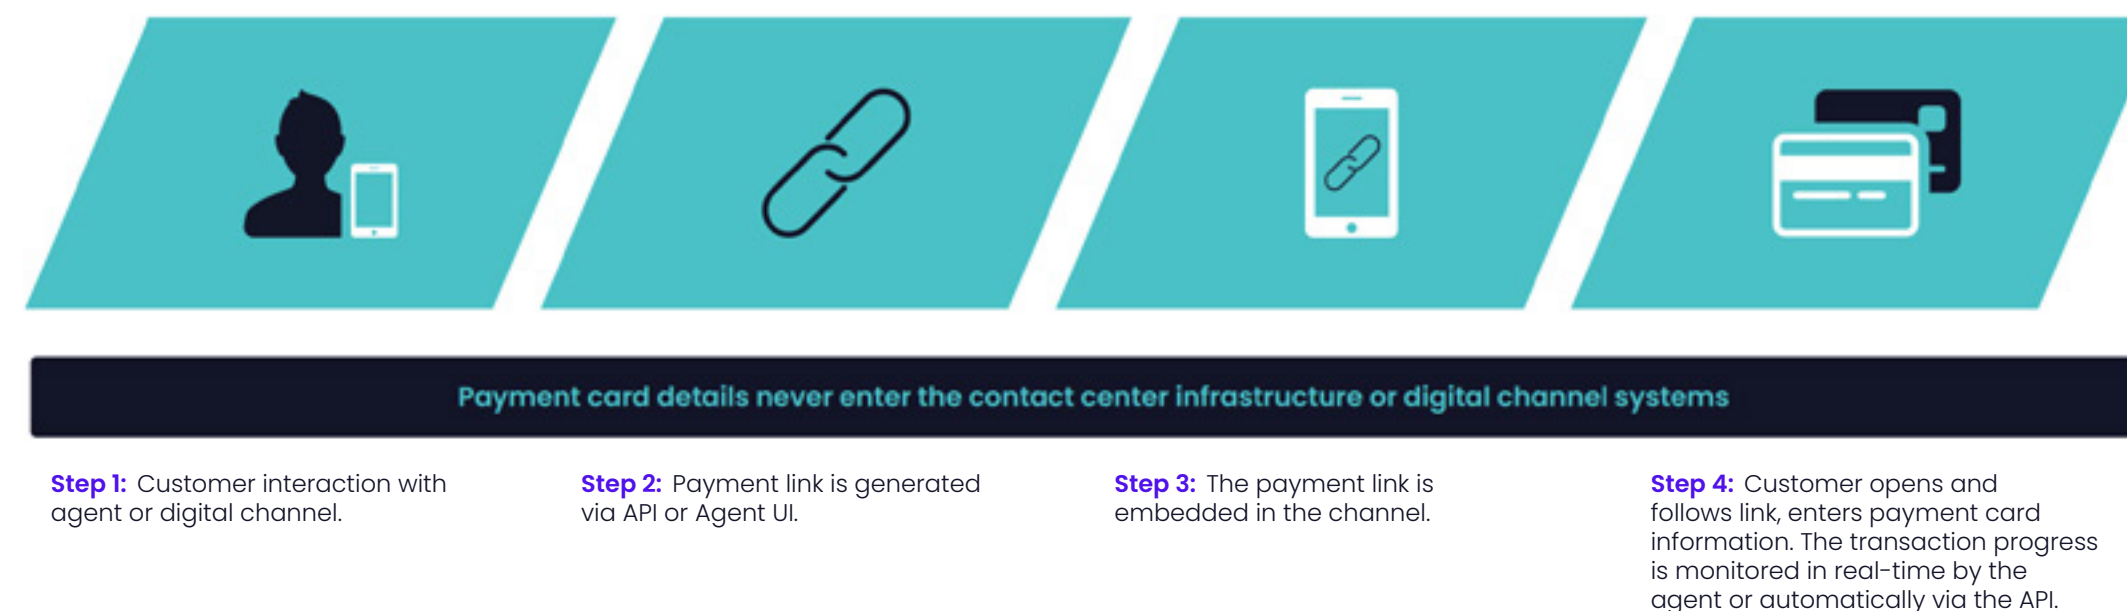 Payment card details never enter the contact center infrastructure or digital channel systems
Step 1: Customer interaction with
agent or digital channel.
Step 2: Payment link is generated
via API or Agent UI.
Step 3: The payment link is
embedded in the channel.
Step 4: Customer opens and
follows link, enters payment card
information. The transaction progress
is monitored in real-time by the
agent or automatically via the API.